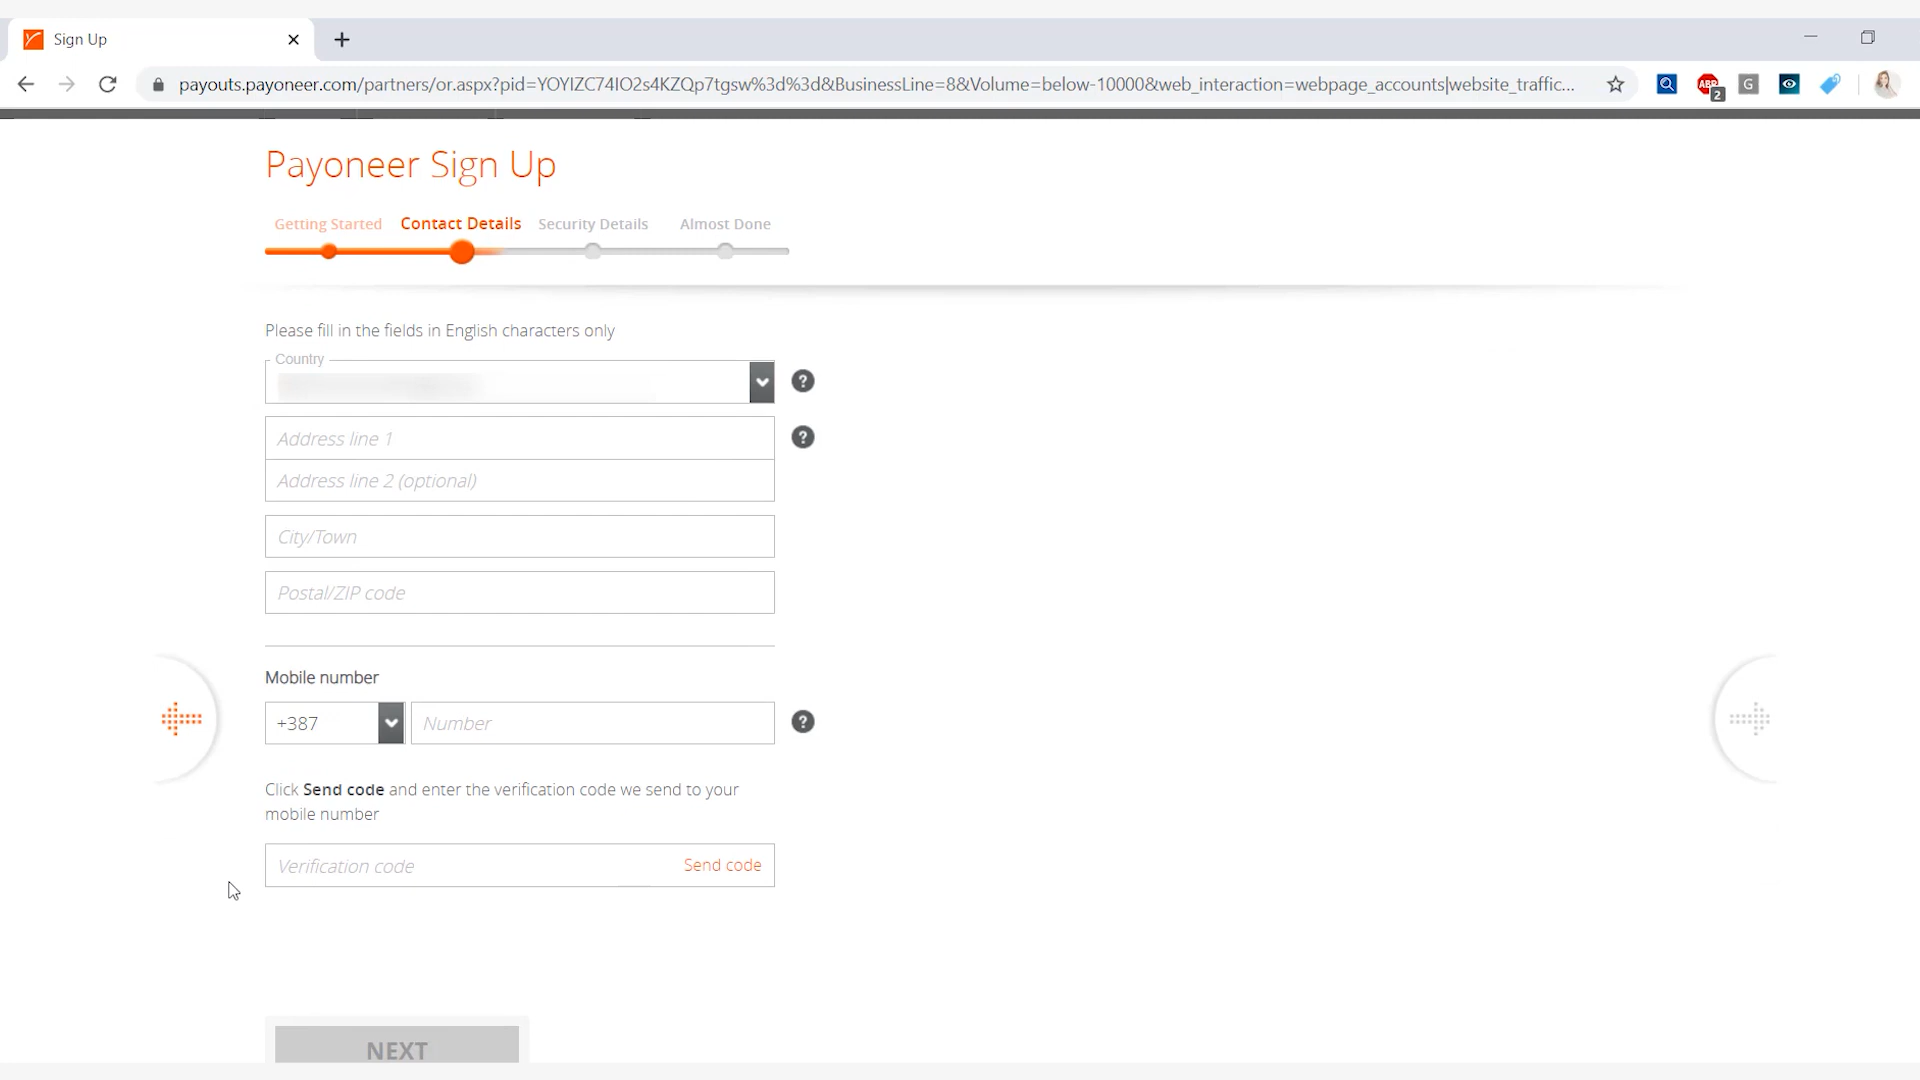 Sign Up
payouts.payoneer.com/partners/or.aspx?pid=YOYIZC74IO2s4KZQp7tgsw%3d%3d&BusinessLine=8&Volume=below-10000&web_interaction=webpage_accounts|website_traffic...
ABP
2
G
Payoneer Sign Up
Getting Started Contact Details Security Details Almost Done
Please fill in the fields in English characters only
Country
?
Address line 1
?
Address line 2 (optional)
City/Town
Postal/ZIP code
Mobile number
+387 Number
?
Click Send code and enter the verification code we send to your
mobile number
Verification code Send code
NEXT